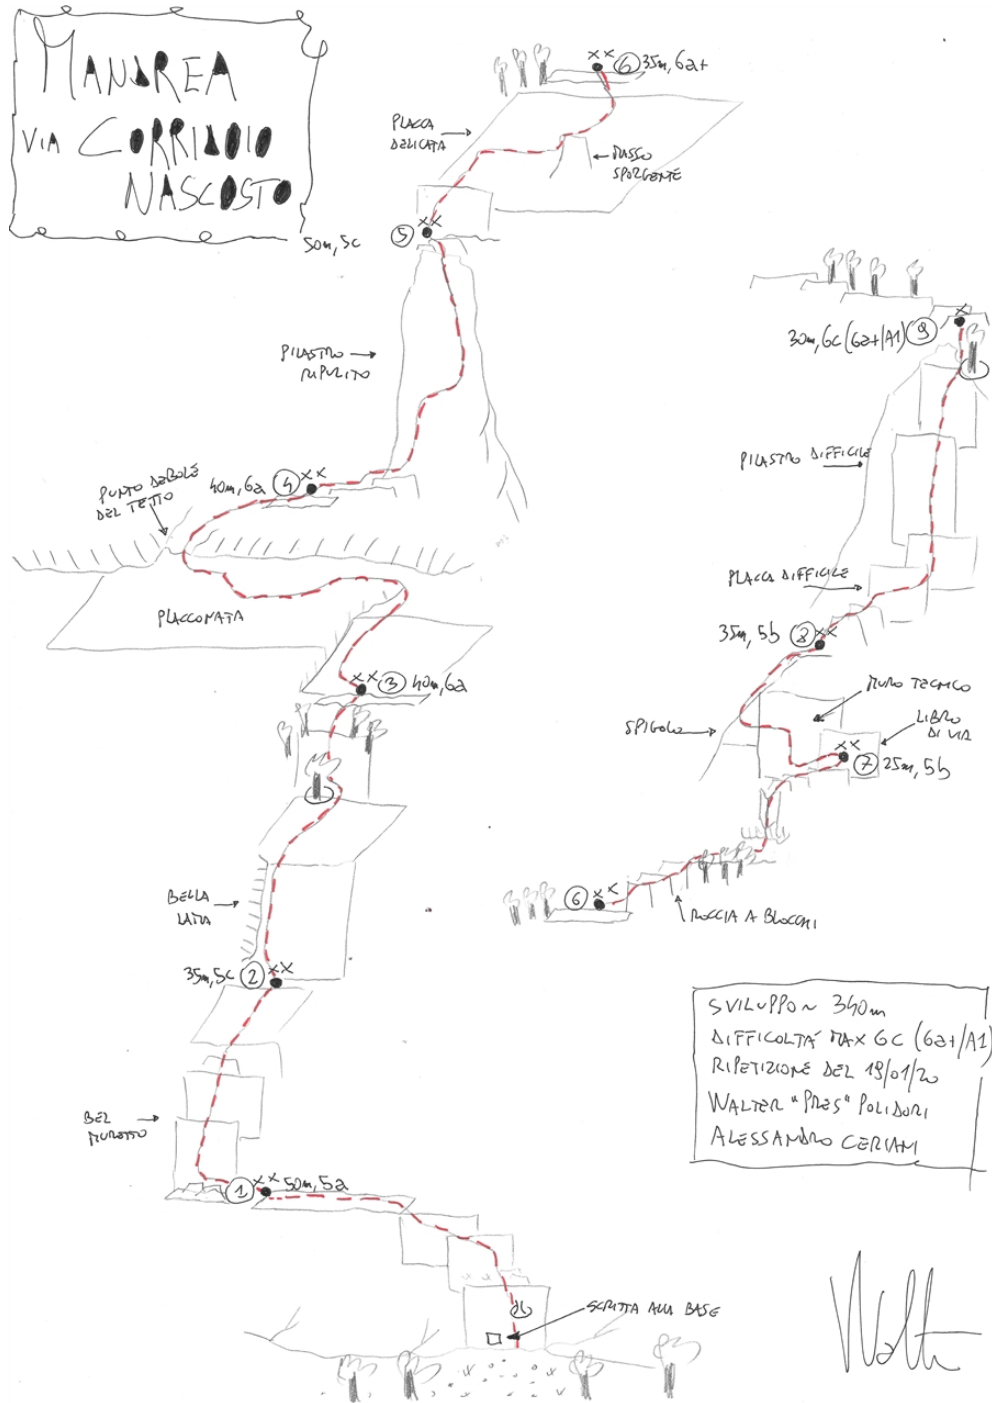 MANDREA
VIA CORRIDOIO
NASCOSTO
6 35m, 6a+
PLACCA
DELICATA
MASSO
SPORGENTE
50m, 5c
5
PILASTRO
RIPULITO
30m, 6c (6a+/A1) 9
PILASTRO DIFFICILE
PUNTO DEBOLE
DEL TETTO
40m, 6a 4
PLACCA DIFFICILE
PLACCONATA
35m, 5b 8
3 40m, 6a
MURO TECNICO
LIBRO
DI VIA
SPIGOLO
7 25m, 5b
BELLA
LAMA
6
ROCCIA A BLOCCHI
35m, 5c 2
SVILUPPO ~ 340m
DIFFICOLTÁ MAX 6C (6a+/A1)
RIPETIZIONE DEL 19/01/20
WALTER "PRES" POLIDORI
ALESSANDRO CERIANI
BEL
MURETTO
1 50m, 5a
SCRITTA ALLA BASE
Walter